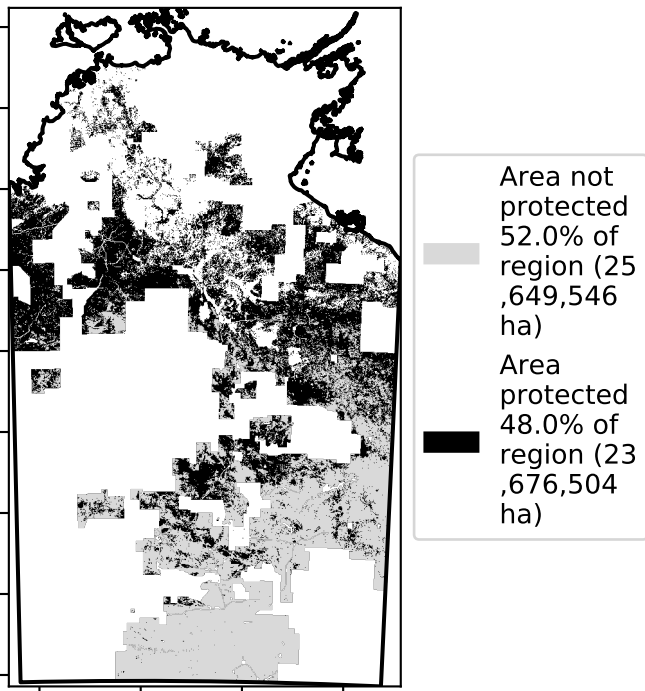 Area not
protected
52.0% of
region (25
,649,546
ha)
Area
protected
48.0% of
region (23
,676,504
ha)